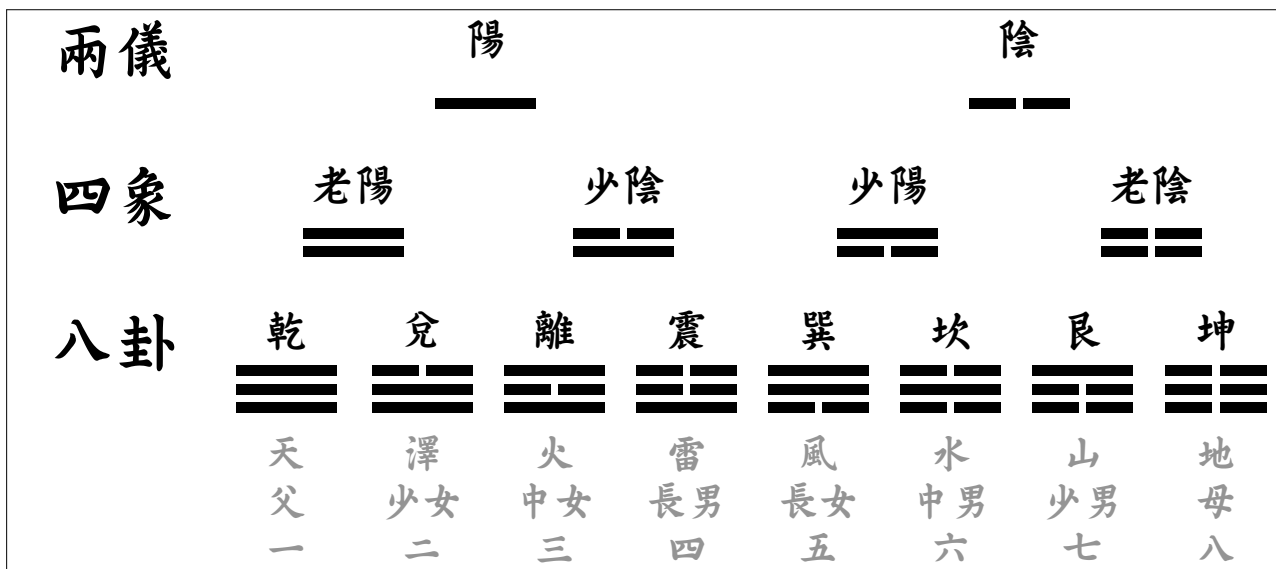 兩儀 陽 陰
四象 老陽 少陰 少陽 老陰
八卦 乾 兌 離 震 巽 坎 艮 坤
天 澤 火 雷 風 水 山 地
父 少女 中女 長男 長女 中男 少男 母
一 二 三 四 五 六 七 八